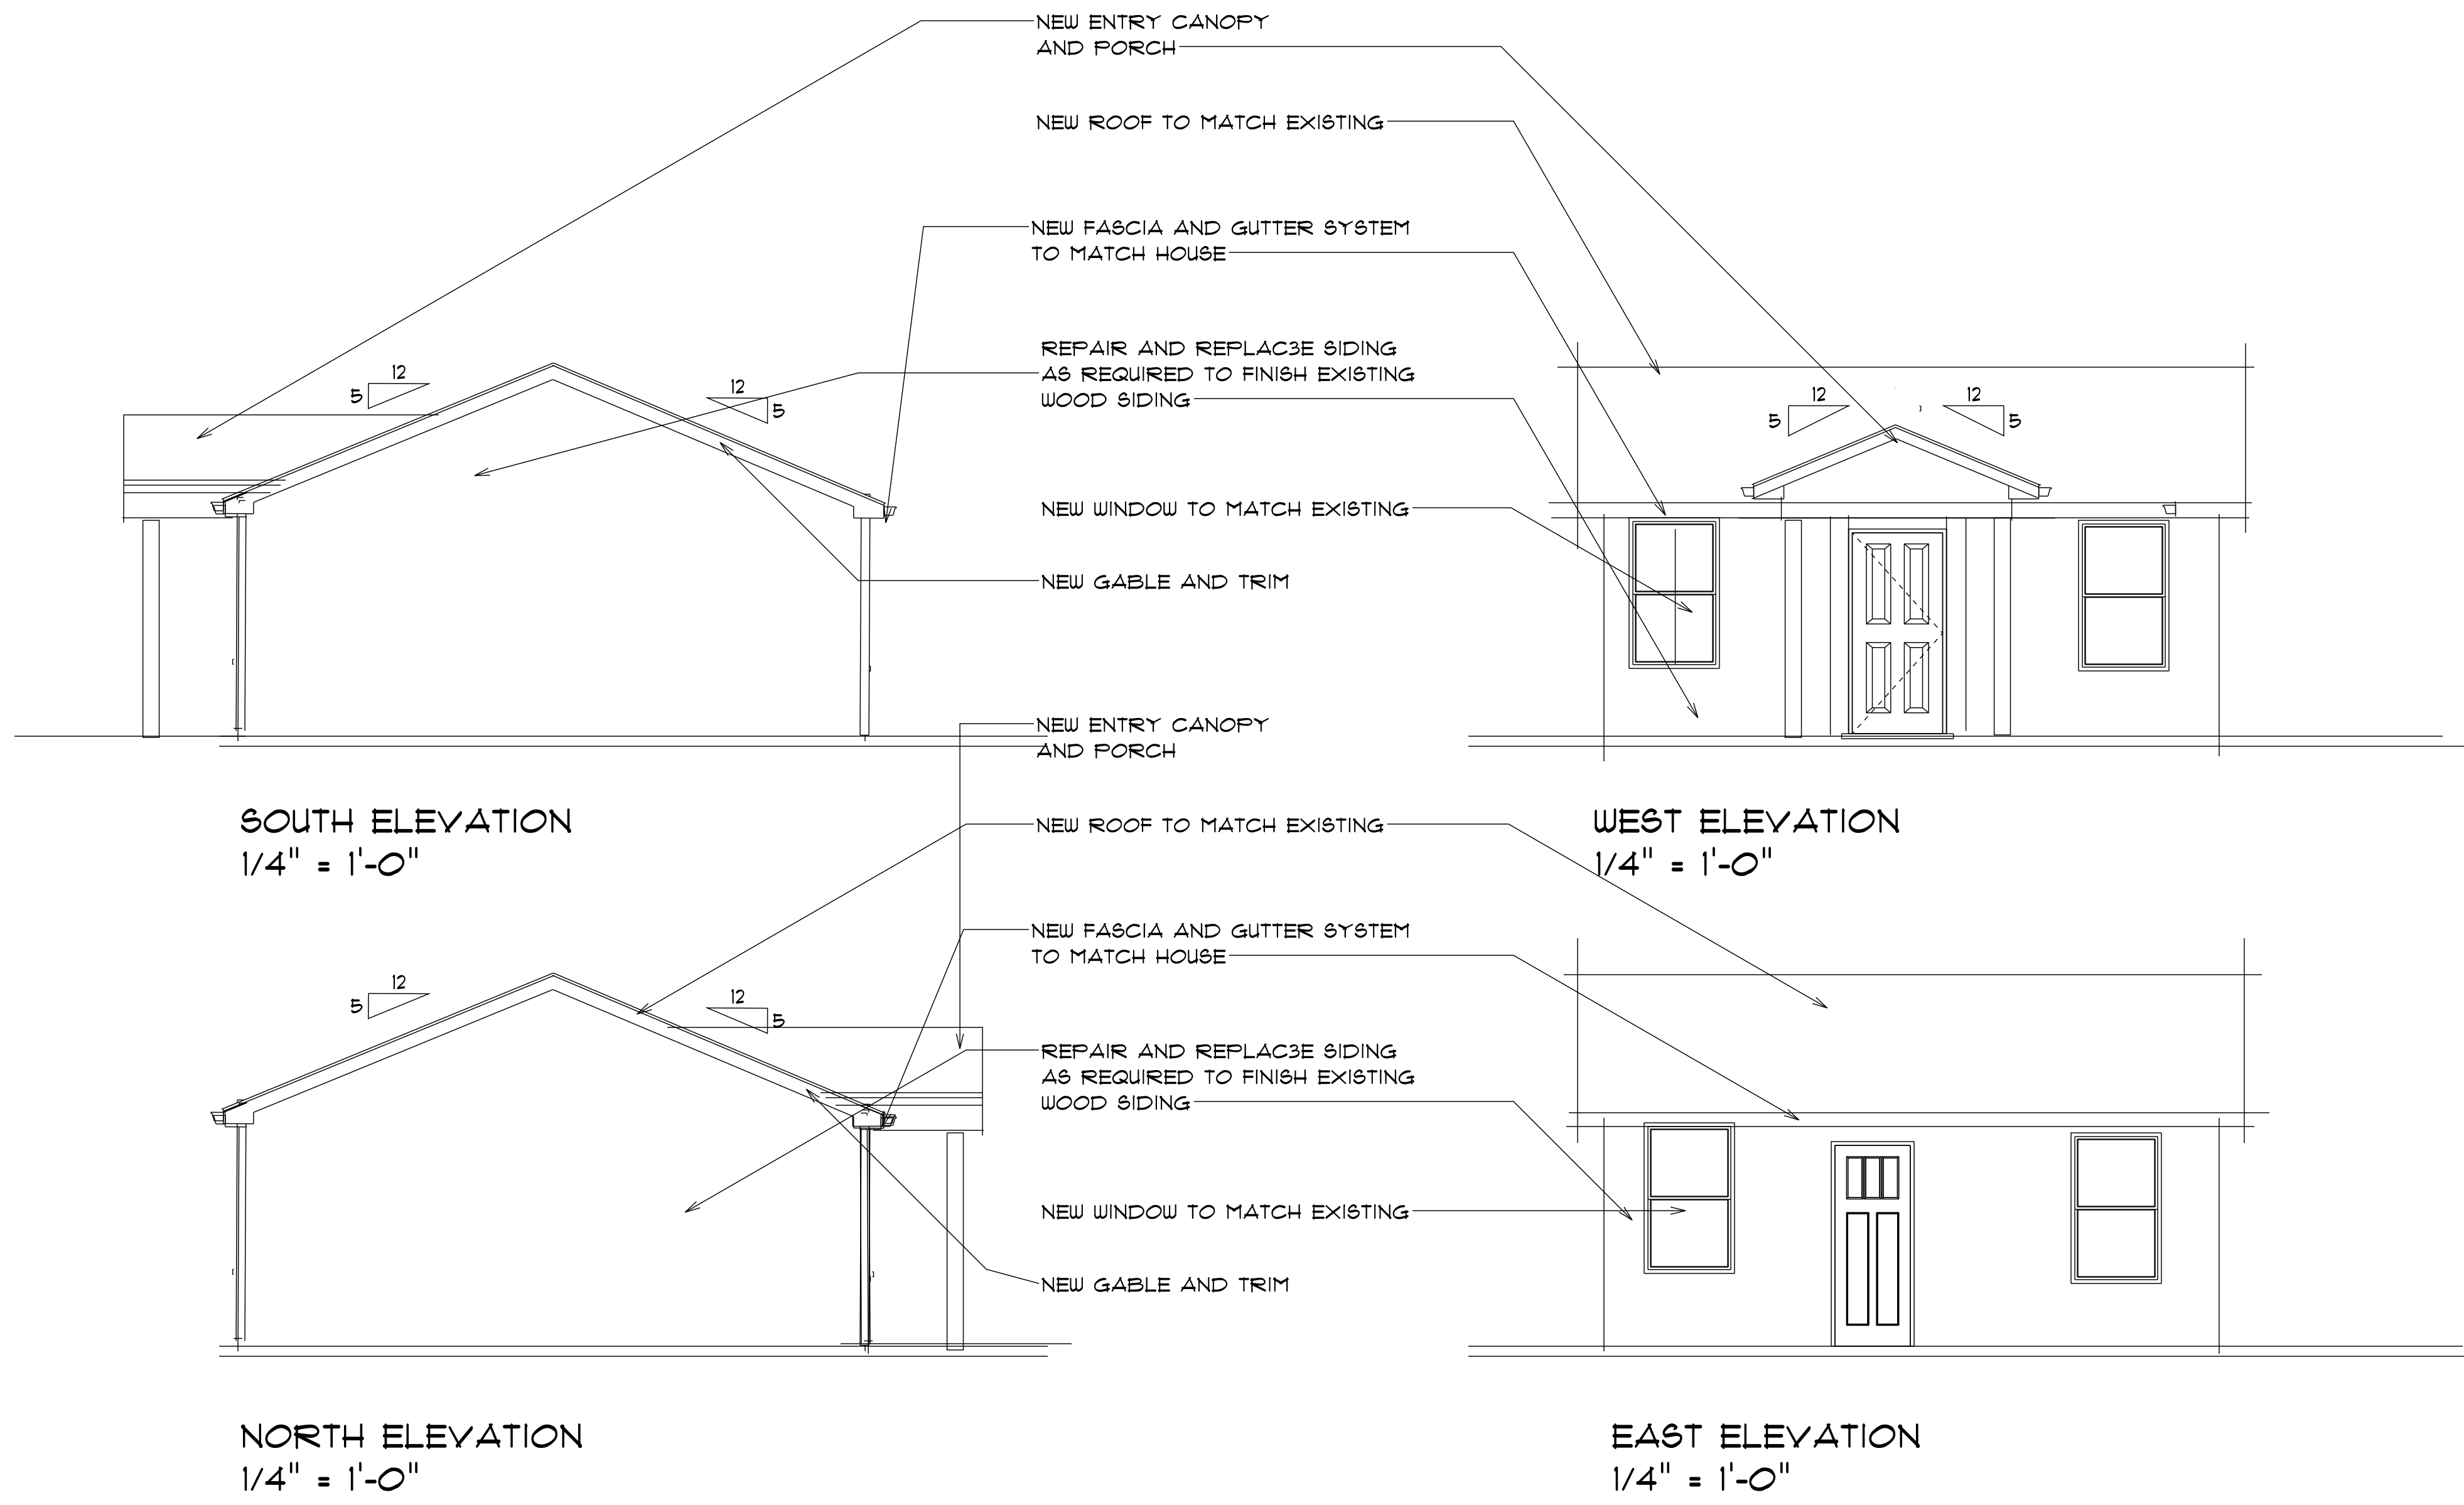 NEW ENTRY CANOPY
AND PORCH
NEW ROOF TO MATCH EXISTING
NEW FASCIA AND GUTTER SYSTEM
TO MATCH HOUSE
REPAIR AND REPLAC3E SIDING
AS REQUIRED TO FINISH EXISTING
WOOD SIDING
NEW WINDOW TO MATCH EXISTING
NEW GABLE AND TRIM
12
5
12
5
12
5
12
5
SOUTH ELEVATION
1/4" = 1'-0"
WEST ELEVATION
1/4" = 1'-0"
NEW ENTRY CANOPY
AND PORCH
NEW ROOF TO MATCH EXISTING
NEW FASCIA AND GUTTER SYSTEM
TO MATCH HOUSE
REPAIR AND REPLAC3E SIDING
AS REQUIRED TO FINISH EXISTING
WOOD SIDING
NEW WINDOW TO MATCH EXISTING
NEW GABLE AND TRIM
12
5
12
5
NORTH ELEVATION
1/4" = 1'-0"
EAST ELEVATION
1/4" = 1'-0"